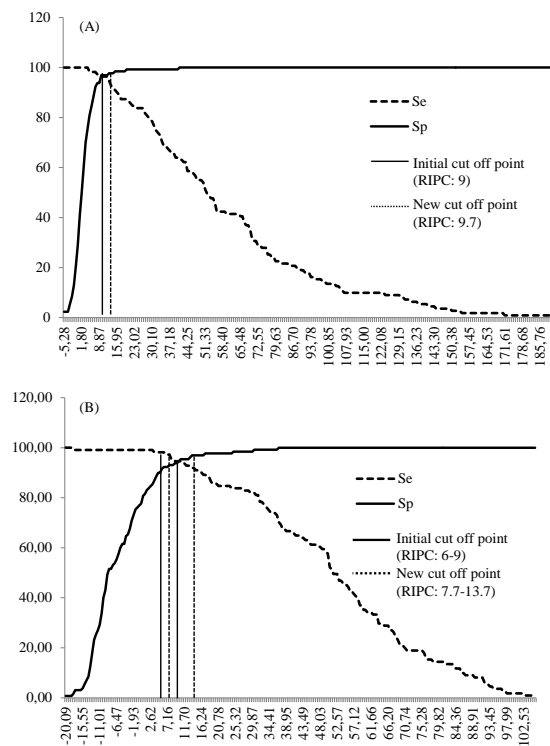 (A)
120
100
80
60
40
20
0
Se
Sp
Initial cut off point
(RIPC: 9)
New cut off point
(RIPC: 9.7)
-5,28 1,80 8,87 15,95 23,02 30,10 37,18 44,25 51,33 58,40 65,48 72,55 79,63 86,70 93,78 100,85 107,93 115,00 122,08 129,15 136,23 143,30 150,38 157,45 164,53 171,61 178,68 185,76
(B)
120,00
100,00
80,00
60,00
40,00
20,00
0,00
Se
Sp
Initial cut off point
(RIPC: 6-9)
New cut off point
(RIPC: 7.7-13.7)
-20,09 -15,55 -11,01 -6,47 -1,93 2,62 7,16 11,70 16,24 20,78 25,32 29,87 34,41 38,95 43,49 48,03 52,57 57,12 61,66 66,20 70,74 75,28 79,82 84,36 88,91 93,45 97,99 102,53